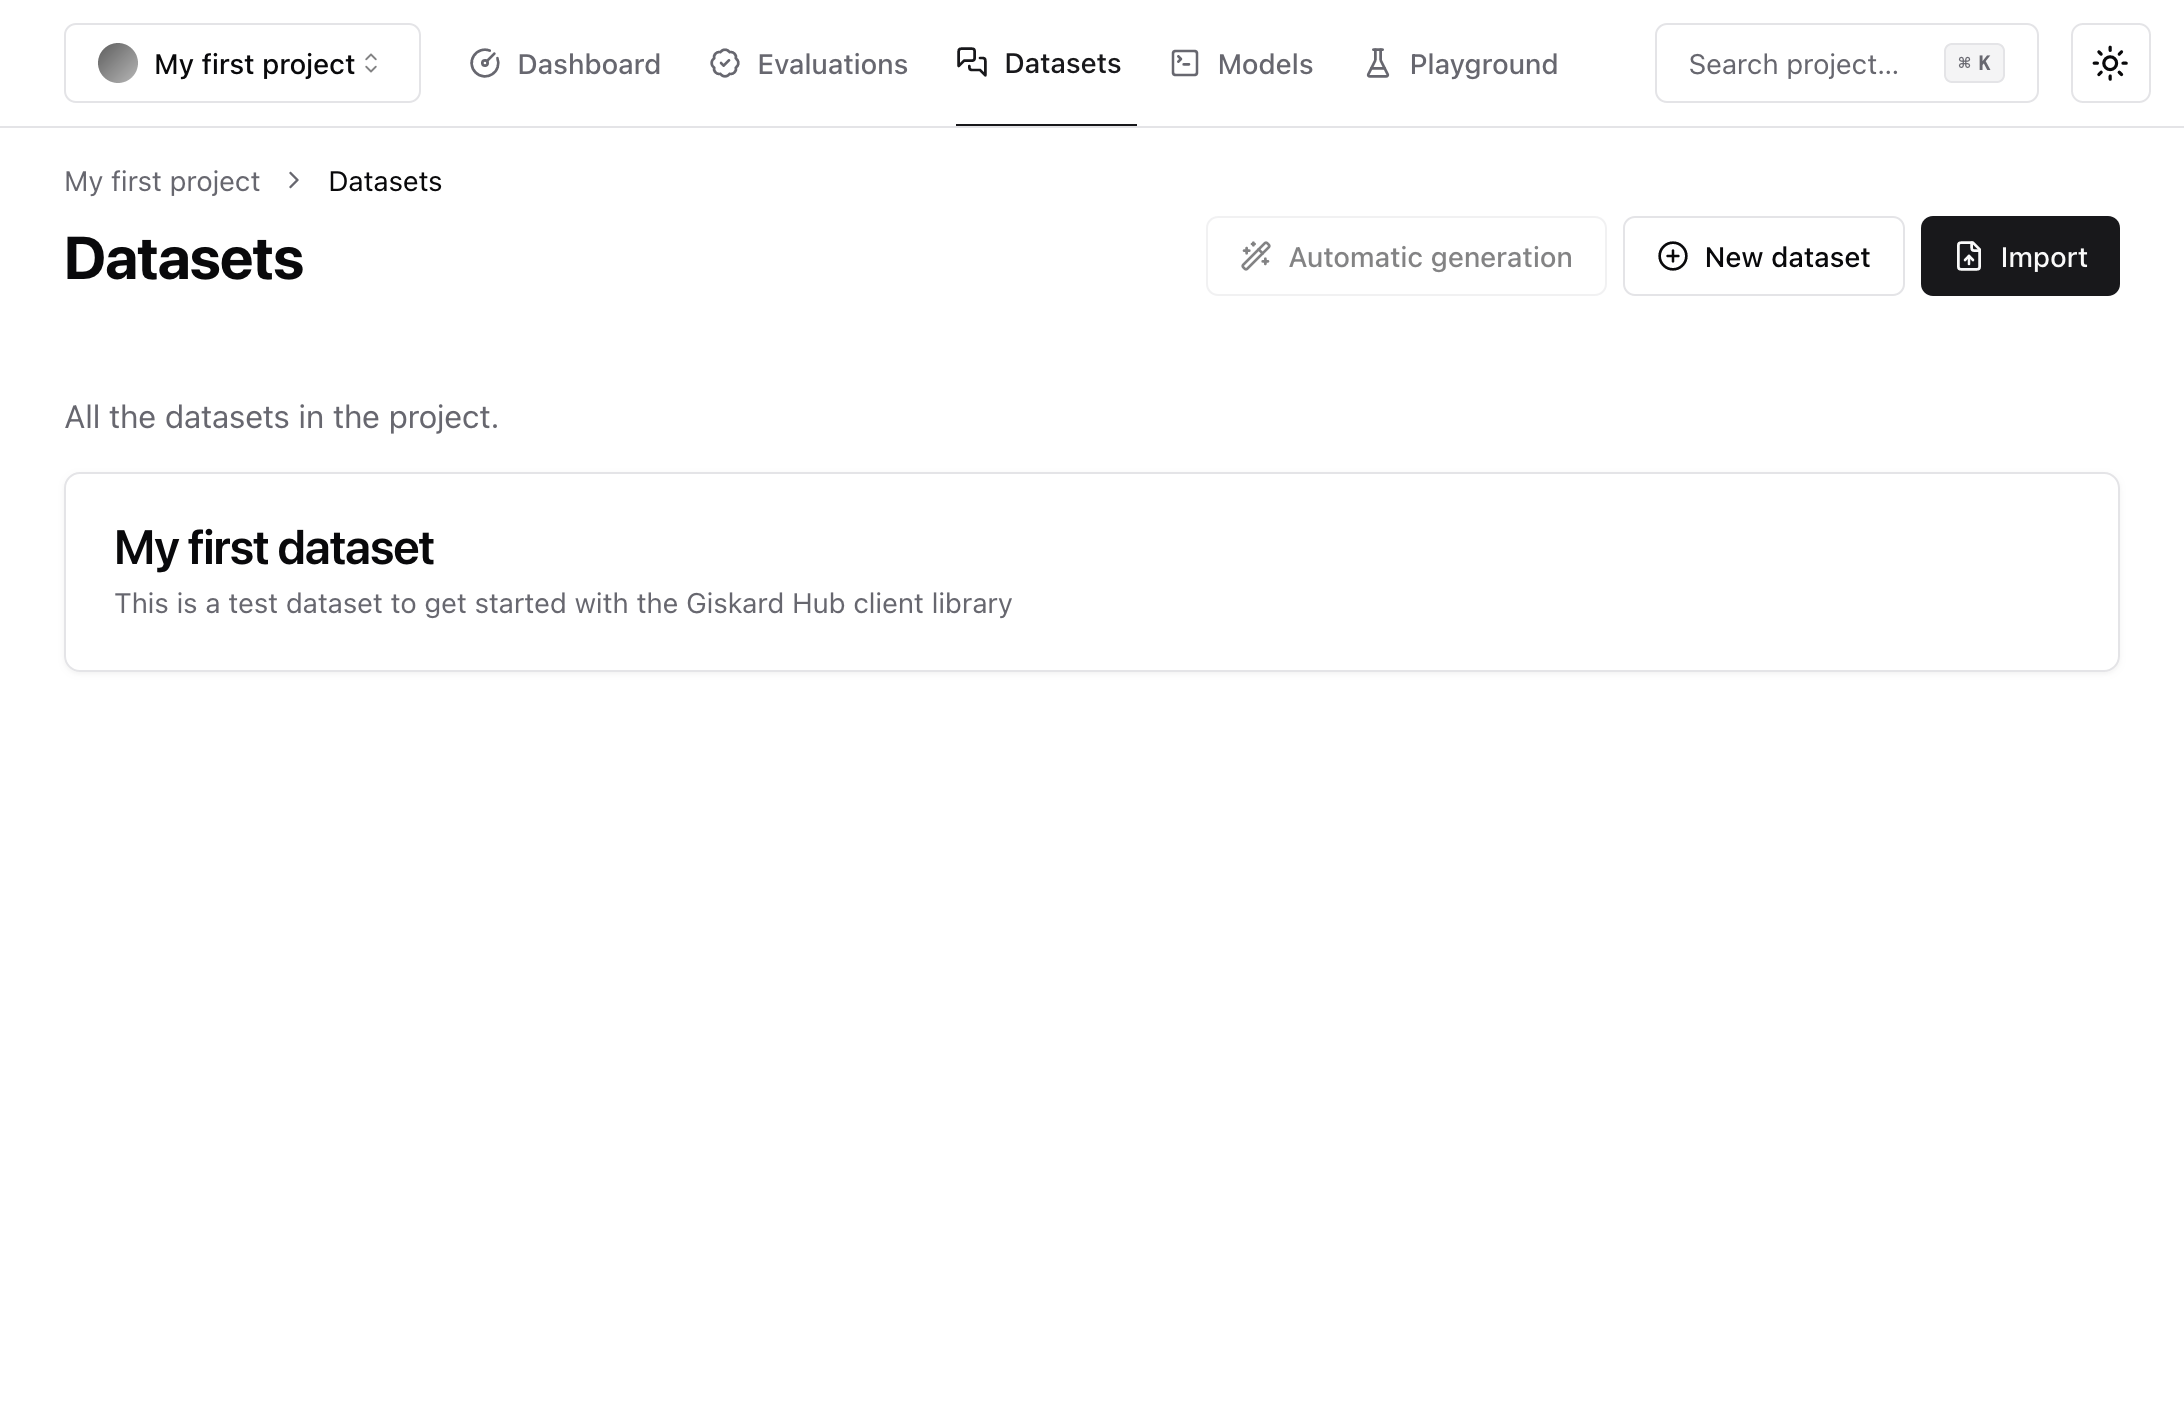 My first project
Dashboard
Evaluations
Datasets
Models
Playground
Search project...
⌘ K
My first project > Datasets
Datasets
Automatic generation
New dataset
Import
All the datasets in the project.
My first dataset
This is a test dataset to get started with the Giskard Hub client library